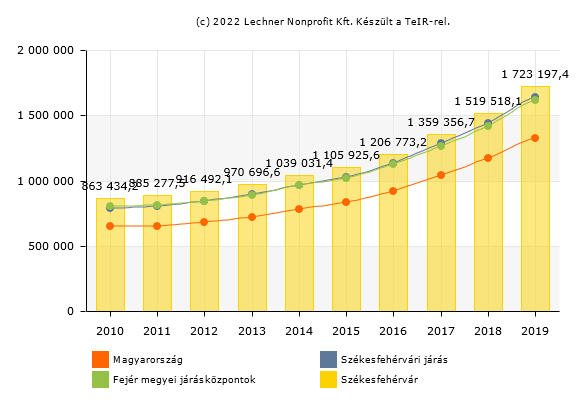 (c) 2022 Lechner Nonprofit Kft. Készült a TeIR-rel.
2 000 000
1 723 197,4
1 519 518,1
1 500 000
1 359 356,7
1 206 773,2
1 105 925,6
1 039 031,4
970 696,6
916 492,1
885 277,5
863 434,2
1 000 000
500 000
0
2010 2011 2012 2013 2014 2015 2016 2017 2018 2019
Magyarország Székesfehérvári járás
Fejér megyei járásközpontok Székesfehérvár